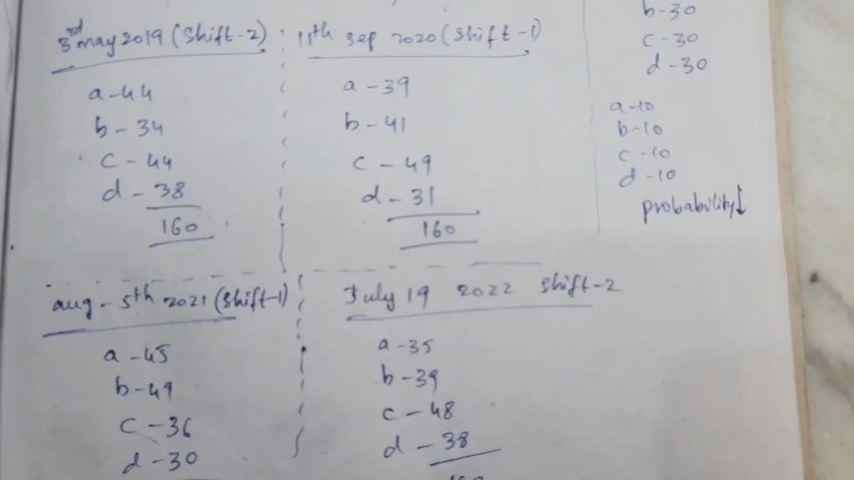 3rd may 2019 (Shift-2)
a-44
b-34
c-44
d-38
160
11th sep 2020 (Shift-1)
a-39
b-41
c-49
d-31
160
b-30
c-30
d-30
a-10
b-10
c-10
d-10
probability↓
aug-5th 2021 (Shift-1)
a-45
b-49
c-36
d-30
July 19 2022 Shift-2
a-35
b-39
c-48
d-38